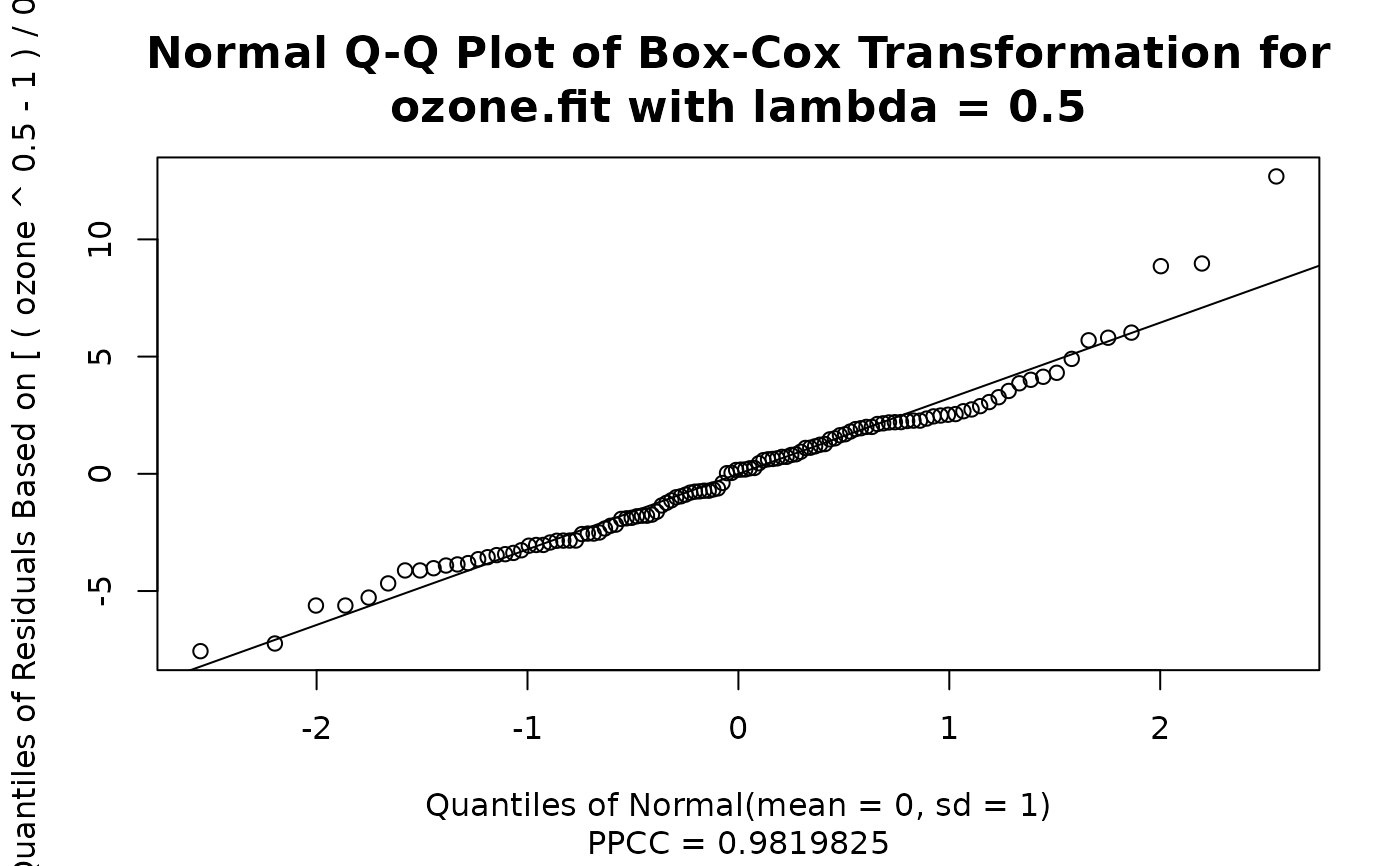 Normal Q-Q Plot of Box-Cox Transformation for
ozone.fit with lambda = 0.5
Quantiles of Residuals Based on [ ( ozone ^ 0.5 - 1 ) / 0
10
5
0
-5
-2 -1 0 1 2
Quantiles of Normal(mean = 0, sd = 1)
PPCC = 0.9819825